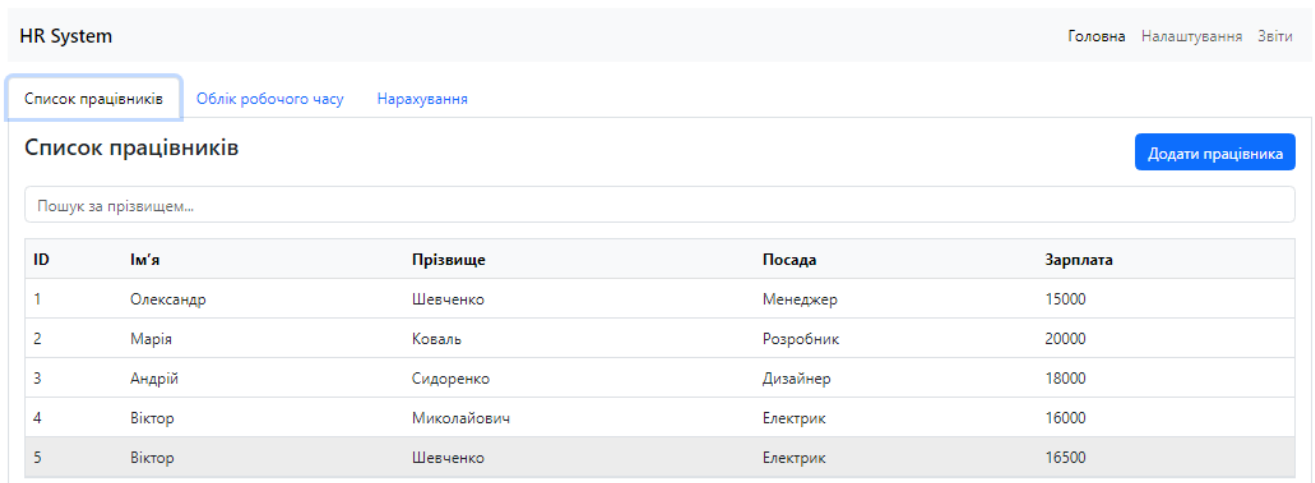 HR System Головна Налаштування Звіти
Список працівників Облік робочого часу Нарахування
Список працівників Додати працівника
Пошук за прізвищем...
ID Ім'я Прізвище Посада Зарплата
1 Олександр Шевченко Менеджер 15000
2 Марія Коваль Розробник 20000
3 Андрій Сидоренко Дизайнер 18000
4 Віктор Миколайович Електрик 16000
5 Віктор Шевченко Електрик 16500